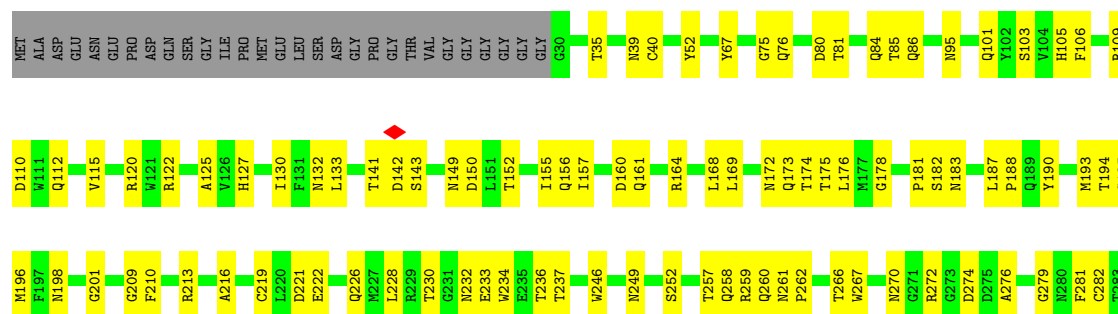 MET ALA ASP GLU ASN GLU PRO ASP GLN SER GLY ILE PRO MET GLU LEU SER ASP GLY PRO GLY THR VAL GLY GLY GLY GLY GLY GLY G30 T35 N39 C40 Y52 Y67 G75 Q76 D80 T81 Q84 T85 Q86 N95 Q101 Y102 S103 V104 H105 F106 R109
D110 W111 Q112 V115 R120 W121 R122 A125 V126 H127 I130 F131 N132 L133 T141 D142 S143 N149 D150 L151 T152 I155 Q156 I157 D160 Q161 R164 L168 L169 N172 Q173 T174 T175 L176 M177 G178 P181 S182 N183 L187 P188 Q189 Y190 M193 T194
M196 F197 N198 G201 G209 F210 R213 A216 C219 L220 D221 E222 Q226 M227 L228 R229 T230 G231 N232 E233 W234 E235 T236 T237 W246 N249 S252 T257 Q258 R259 Q260 N261 P262 T266 W267 N270 G271 R272 G273 D274 D275 A276 G279 N280 F281 C282